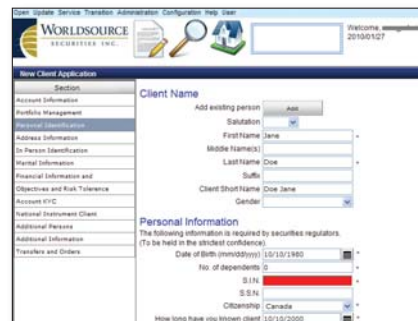 Open Update Service Transition Administration Configuration Help User
WORLDSOURCE
SECURITIES INC.
Welcome,
2010/01/27
New Client Application
Section
Account Information
Portfolio Management
Personal Identification
Address Information
In Person Identification
Marital Information
Financial Information and
Objectives and Risk Tolerance
Account KYC
National Instrument Client
Additional Persons
Additional Information
Transfers and Orders
Client Name
Add existing person Add
Salutation
First Name Jane *
Middle Name(s)
Last Name Doe *
Suffix
Client Short Name Doe Jane
Gender
Personal Information
The following information is required by securities regulators.
(To be held in the strictest confidence)
Date of Birth (mm/dd/yyyy) 10/10/1980 *
No. of dependents 0 *
S.I.N. *
S.S.N.
Citizenship Canada *
How long have you known client 10/10/2000 *